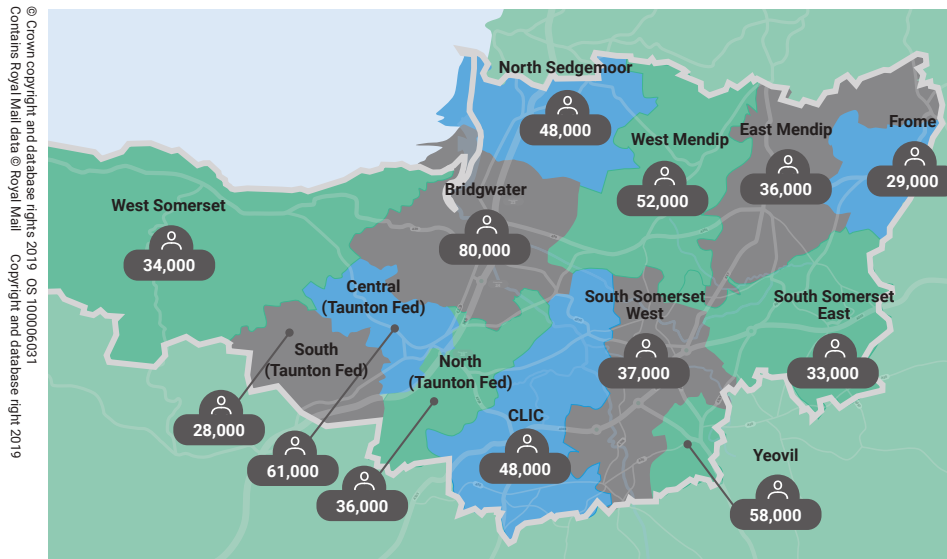 © Crown copyright and database rights 2019 OS 100006031
Contains Royal Mail data © Royal Mail Copyright and database right 2019
North Sedgemoor
48,000
West Mendip
52,000
East Mendip
36,000
Frome
29,000
West Somerset
34,000
Bridgwater
80,000
Central
(Taunton Fed)
61,000
South
(Taunton Fed)
28,000
North
(Taunton Fed)
36,000
CLIC
48,000
South Somerset
West
37,000
South Somerset
East
33,000
Yeovil
58,000